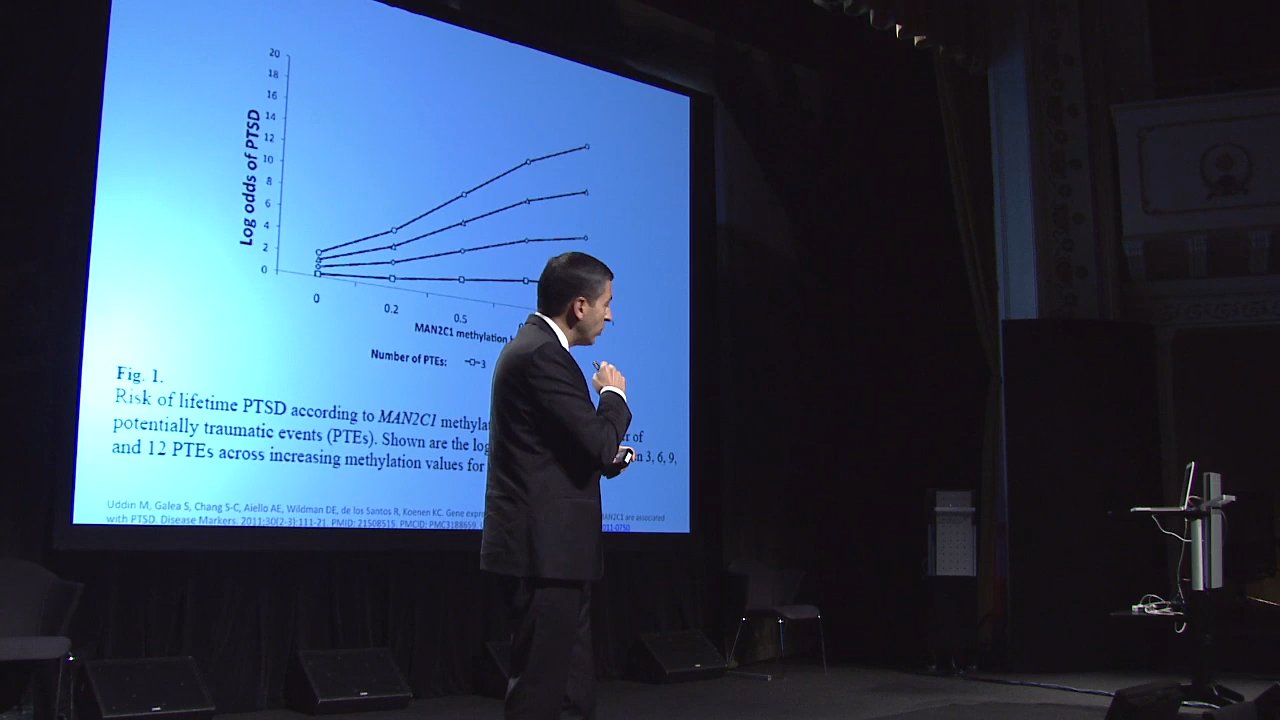 20
18
16
14
12
10
8
6
4
2
0
Log odds of PTSD
0
0.2
0.5
MAN2C1 methylation
Number of PTEs:
3
Fig. 1.
Risk of lifetime PTSD according to MAN2C1 of
potentially traumatic events (PTEs). Shown are the 3, 6, 9,
and 12 PTEs across increasing methylation values for
Uddin M, Galea S, Chang S-C, Aiello AE, Wildman DE, de los Santos R, Koenen KC. Gene MAN2C1 are associated
with PTSD. Disease Markers. 2011;30(2-3):111-21. PMID: 21508515. PMCID: PMC3188659.